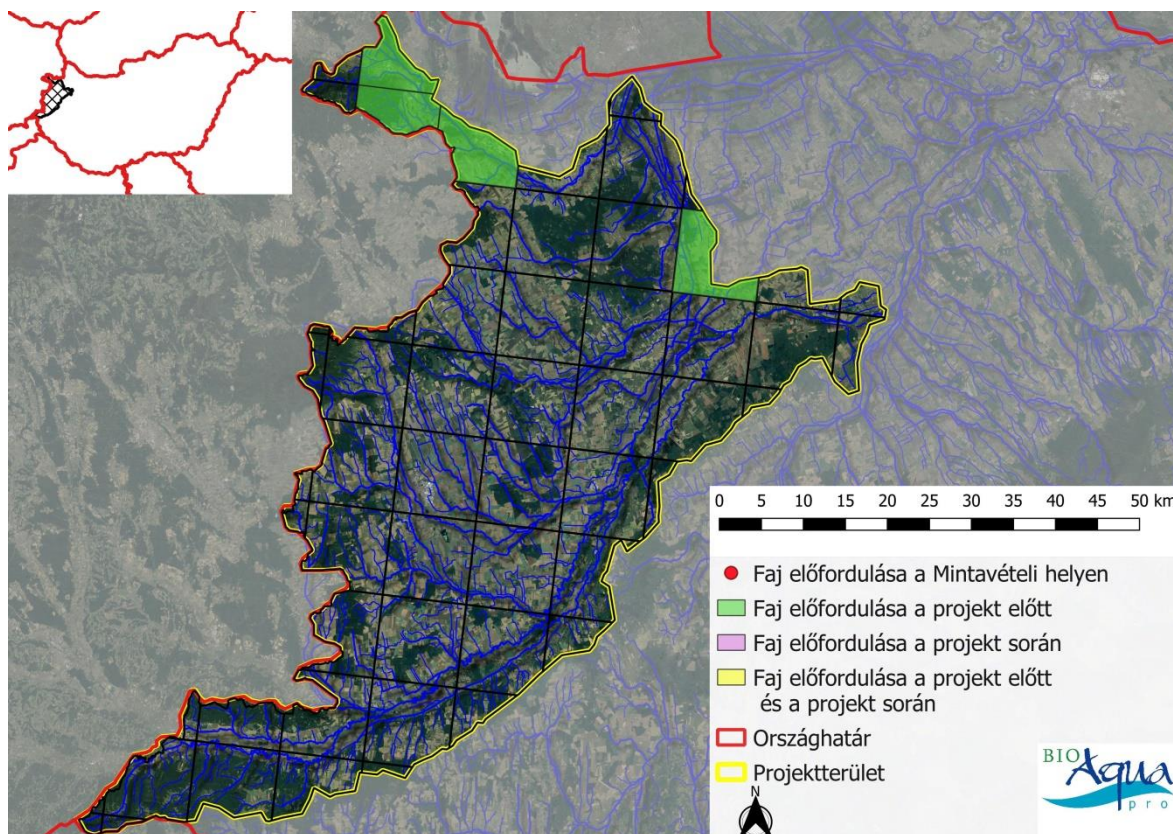 0 5 10 15 20 25 30 35 40 45 50 km
Faj előfordulása a Mintavételi helyen
Faj előfordulása a projekt előtt
Faj előfordulása a projekt során
Faj előfordulása a projekt előtt
és a projekt során
Országhatár
Projektterület
N
BIO
Aqua
pro